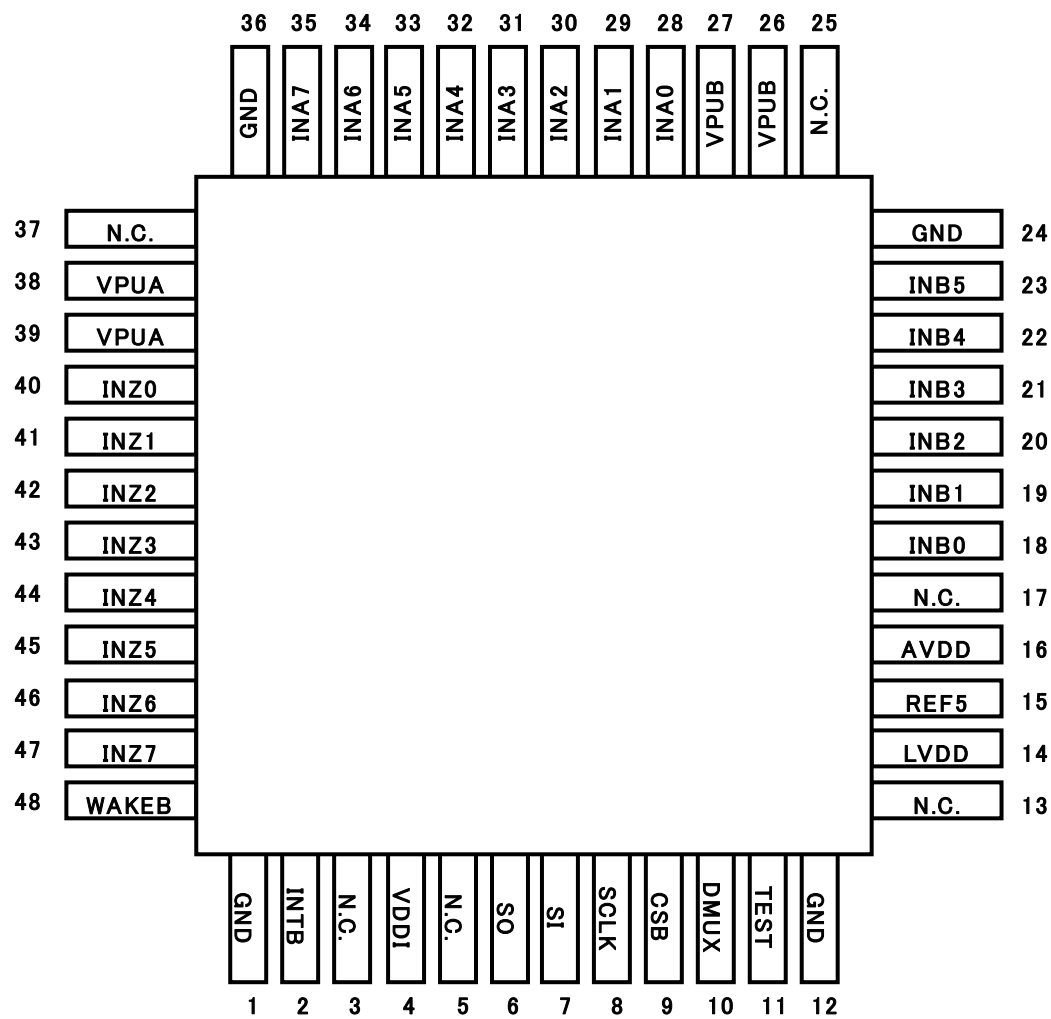 36 35 34 33 32 31 30 29 28 27 26 25
GND INA7 INA6 INA5 INA4 INA3 INA2 INA1 INA0 VPUB VPUB N.C.
37 N.C. GND 24
38 VPUA INB5 23
39 VPUA INB4 22
40 INZ0 INB3 21
41 INZ1 INB2 20
42 INZ2 INB1 19
43 INZ3 INB0 18
44 INZ4 N.C. 17
45 INZ5 AVDD 16
46 INZ6 REF5 15
47 INZ7 LVDD 14
48 WAKEB N.C. 13
GND INTB N.C. VDDI N.C. SO SI SCLK CSB DMUX TEST GND
1 2 3 4 5 6 7 8 9 10 11 12